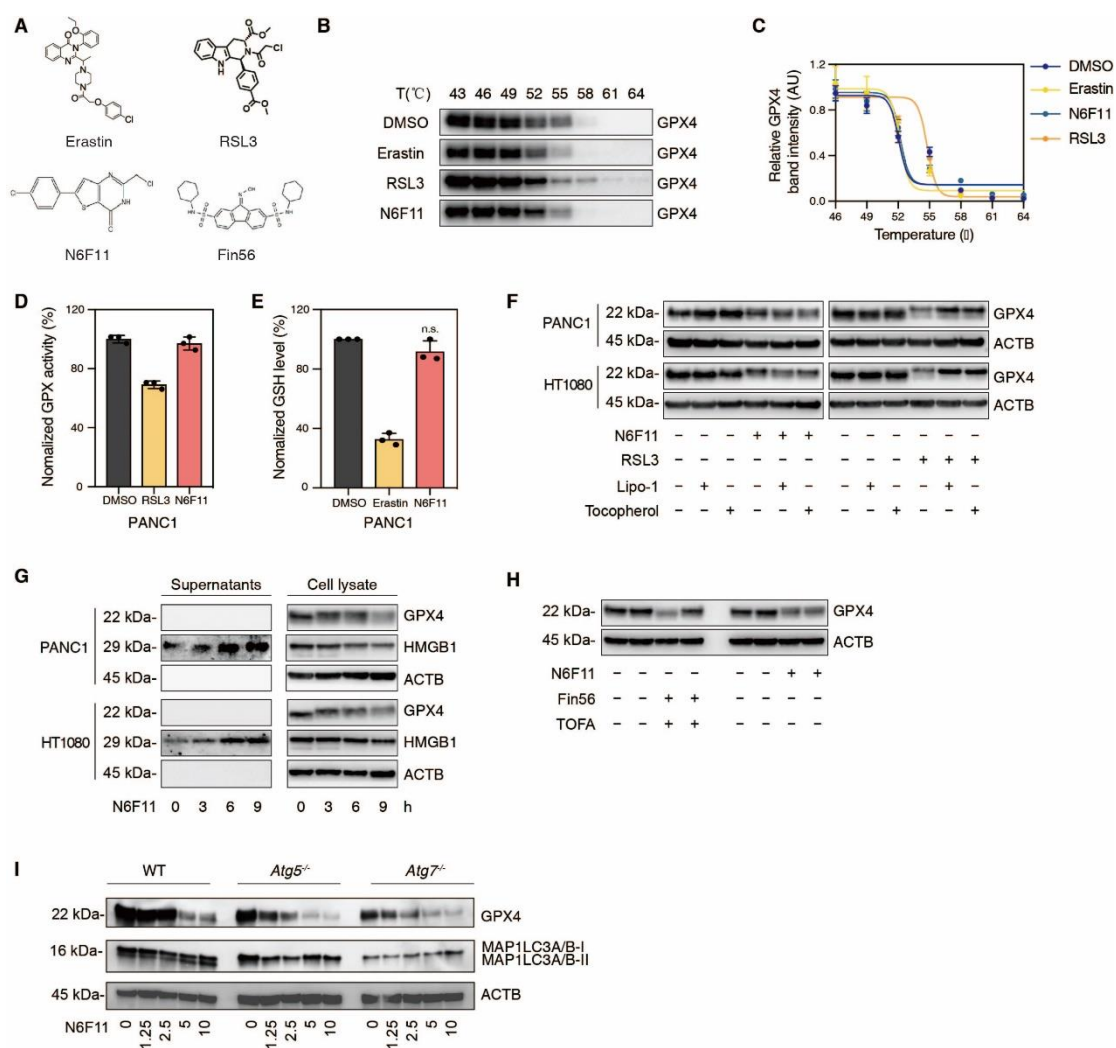 A
B
C
Erastin
RSL3
N6F11
Fin56
T(℃) 43 46 49 52 55 58 61 64
DMSO GPX4
Erastin GPX4
RSL3 GPX4
N6F11 GPX4
Relative GPX4
band intensity (AU)
1.2
0.8
0.4
0.0
46 49 52 55 58 61 64
Temperature (▯)
DMSO
Erastin
N6F11
RSL3
D
Nomalized GPX activity (%)
120
80
40
0
DMSO RSL3 N6F11
PANC1
E
Nomalized GSH level (%)
120
80
40
0
n.s.
DMSO Erastin N6F11
PANC1
F
PANC1
22 kDa- GPX4
45 kDa- ACTB
HT1080
22 kDa- GPX4
45 kDa- ACTB
N6F11 - - - + + + - - - - - -
RSL3 - - - - - - - - - + + +
Lipo-1 - + - - + - - + - - + -
Tocopherol - - + - - + - - + - - +
G
Supernatants Cell lysate
PANC1
22 kDa- GPX4
29 kDa- HMGB1
45 kDa- ACTB
HT1080
22 kDa- GPX4
29 kDa- HMGB1
45 kDa- ACTB
N6F11 0 3 6 9 0 3 6 9 h
H
22 kDa- GPX4
45 kDa- ACTB
N6F11 - - - - - - + +
Fin56 - - + + - - - -
TOFA - - + + - - - -
I
WT Atg5-/- Atg7-/-
22 kDa- GPX4
16 kDa- MAP1LC3A/B-I
MAP1LC3A/B-II
45 kDa- ACTB
N6F11 0 1.25 2.5 5 10 0 1.25 2.5 5 10 0 1.25 2.5 5 10